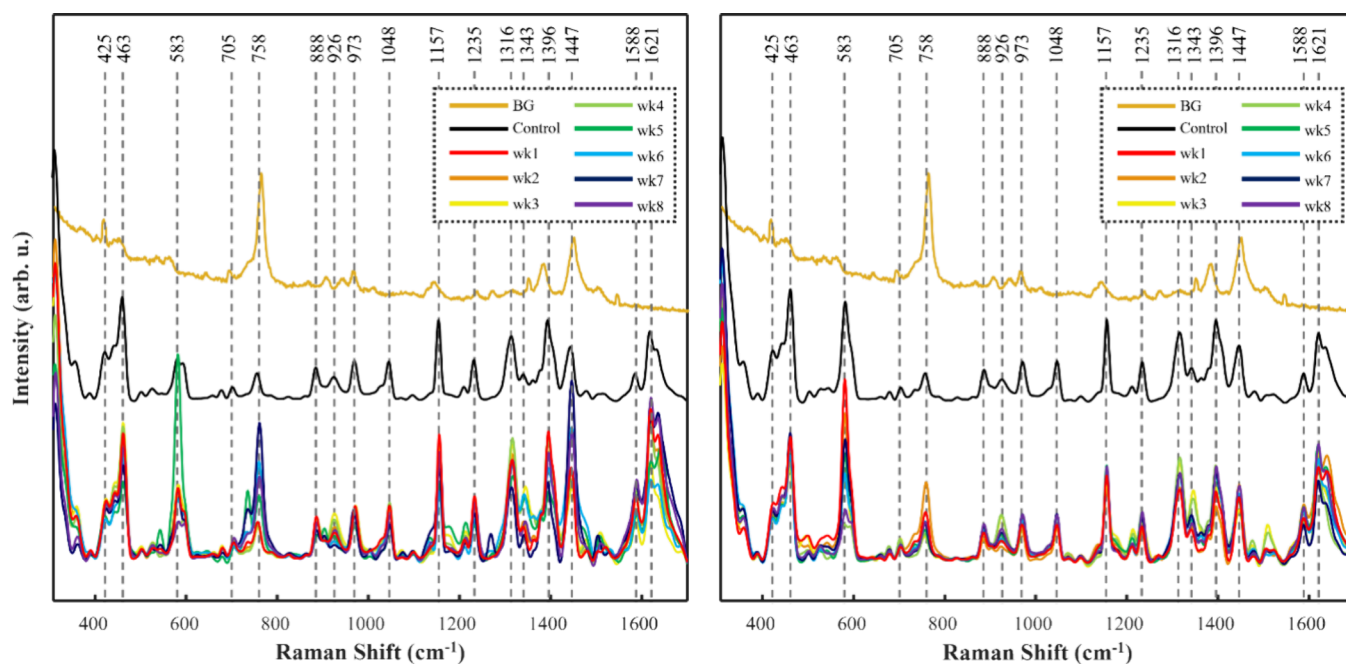 425 463 583 705 758 888 926 973 1048 1157 1235 1316 1343 1396 1447 1588 1621
BG wk4
Control wk5
wk1 wk6
wk2 wk7
wk3 wk8
Intensity (arb. u.)
400 600 800 1000 1200 1400 1600
Raman Shift (cm⁻¹)
425 463 583 705 758 888 926 973 1048 1157 1235 1316 1343 1396 1447 1588 1621
BG wk4
Control wk5
wk1 wk6
wk2 wk7
wk3 wk8
400 600 800 1000 1200 1400 1600
Raman Shift (cm⁻¹)